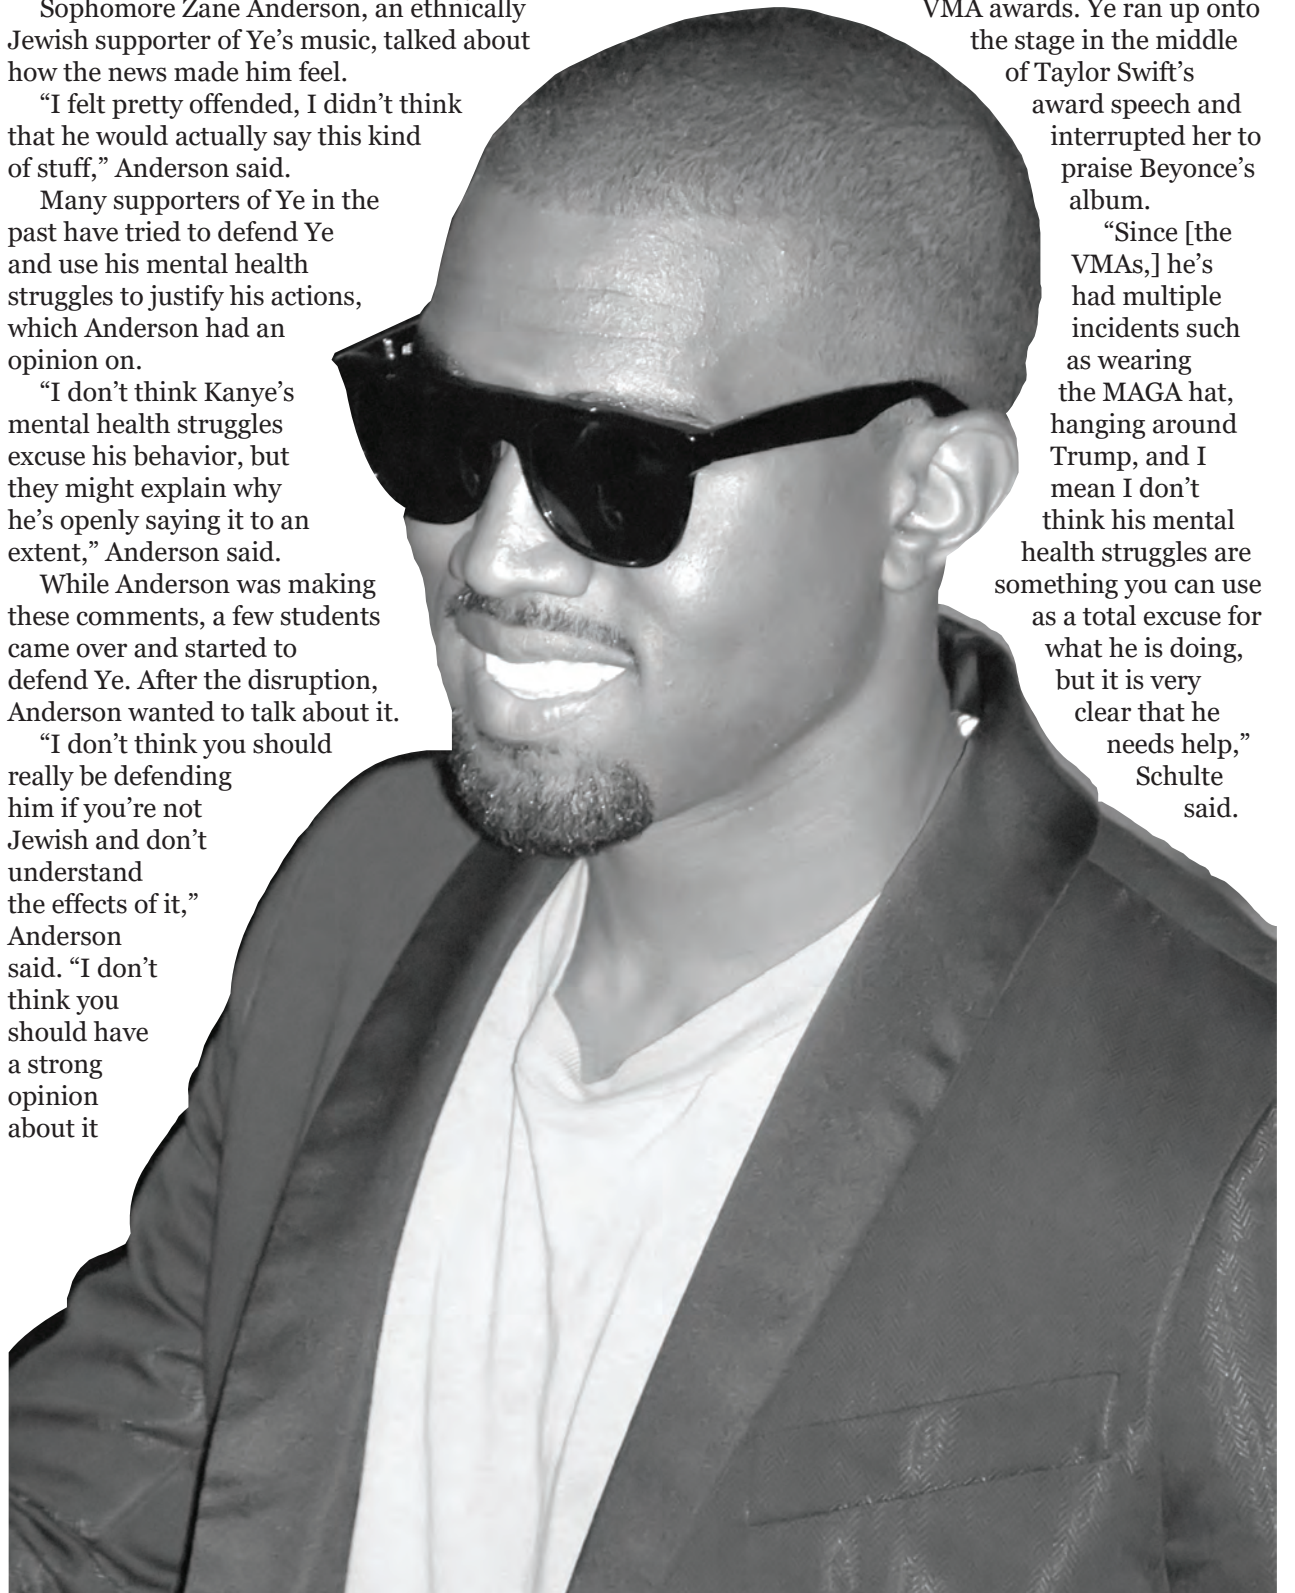 Sophomore Zane Anderson, an ethnically
Jewish supporter of Ye’s music, talked about
how the news made him feel.
“I felt pretty offended, I didn’t think
that he would actually say this kind
of stuff,” Anderson said.
Many supporters of Ye in the
past have tried to defend Ye
and use his mental health
struggles to justify his actions,
which Anderson had an
opinion on.
“I don’t think Kanye’s
mental health struggles
excuse his behavior, but
they might explain why
he’s openly saying it to an
extent,” Anderson said.
While Anderson was making
these comments, a few students
came over and started to
defend Ye. After the disruption,
Anderson wanted to talk about it.
“I don’t think you should
really be defending
him if you’re not
Jewish and don’t
understand
the effects of it,”
Anderson
said. “I don’t
think you
should have
a strong
opinion
about it
VMA awards. Ye ran up onto
the stage in the middle
of Taylor Swift’s
award speech and
interrupted her to
praise Beyonce’s
album.
“Since [the
VMAs,] he’s
had multiple
incidents such
as wearing
the MAGA hat,
hanging around
Trump, and I
mean I don’t
think his mental
health struggles are
something you can use
as a total excuse for
what he is doing,
but it is very
clear that he
needs help,”
Schulte
said.